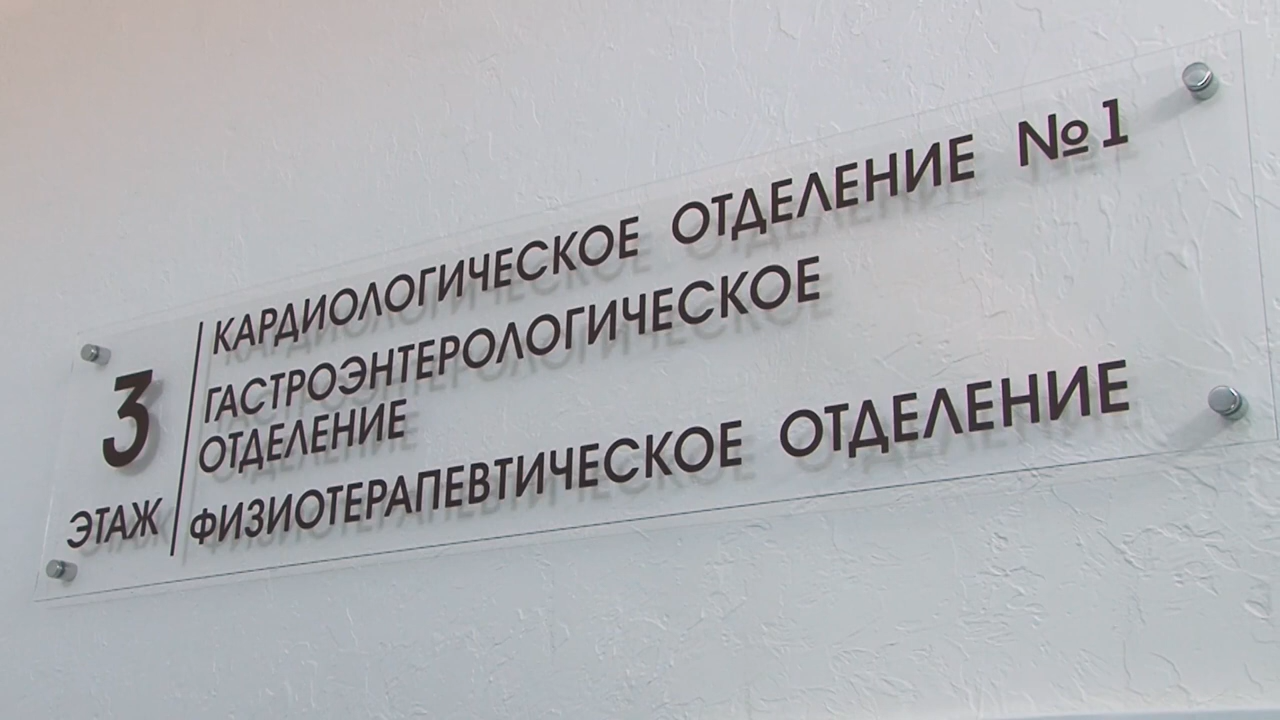 3
ЭТАЖ
КАРДИОЛОГИЧЕСКОЕ ОТДЕЛЕНИЕ №1
ГАСТРОЭНТЕРОЛОГИЧЕСКОЕ
ОТДЕЛЕНИЕ
ФИЗИОТЕРАПЕВТИЧЕСКОЕ ОТДЕЛЕНИЕ